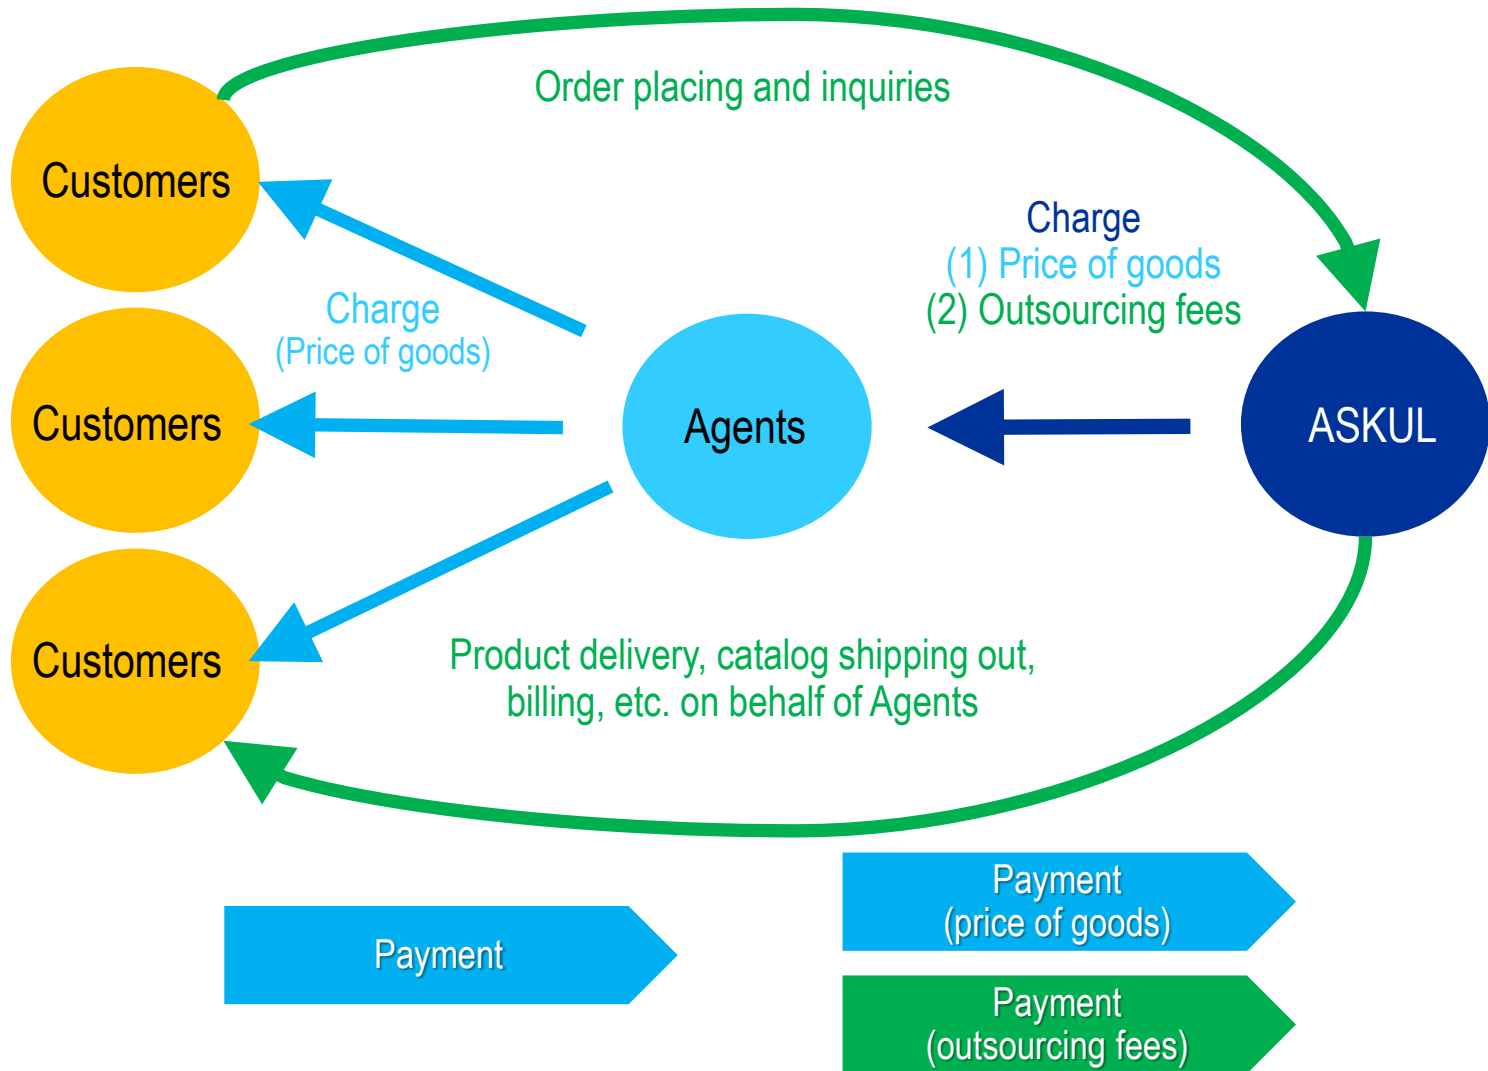 Order placing and inquiries
Customers
Charge
(1) Price of goods
(2) Outsourcing fees
Charge
(Price of goods)
Customers
Agents
ASKUL
Customers
Product delivery, catalog shipping out,
billing, etc. on behalf of Agents
Payment
Payment
(price of goods)
Payment
(outsourcing fees)